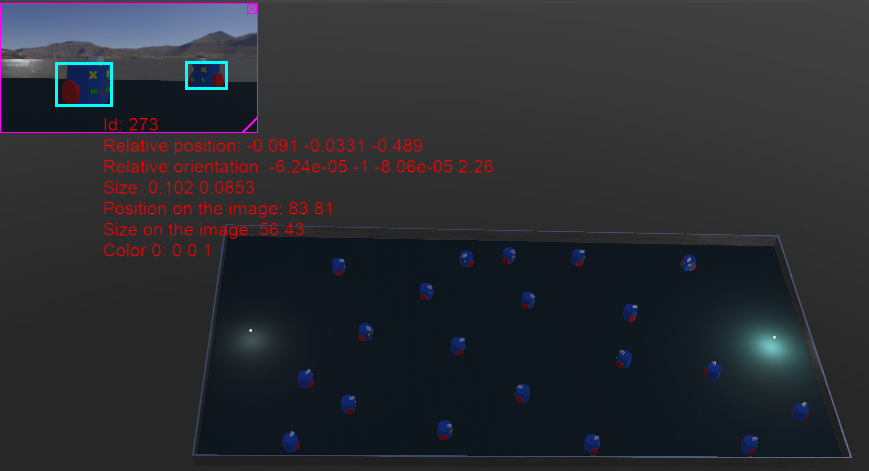 Id: 273
Relative position: -0.091 -0.0331 -0.489
Relative orientation: -6.24e-05 -1 -8.06e-05 2.26
Size: 0.102 0.0853
Position on the image: 83 81
Size on the image: 56 43
Color 0: 0 0 1